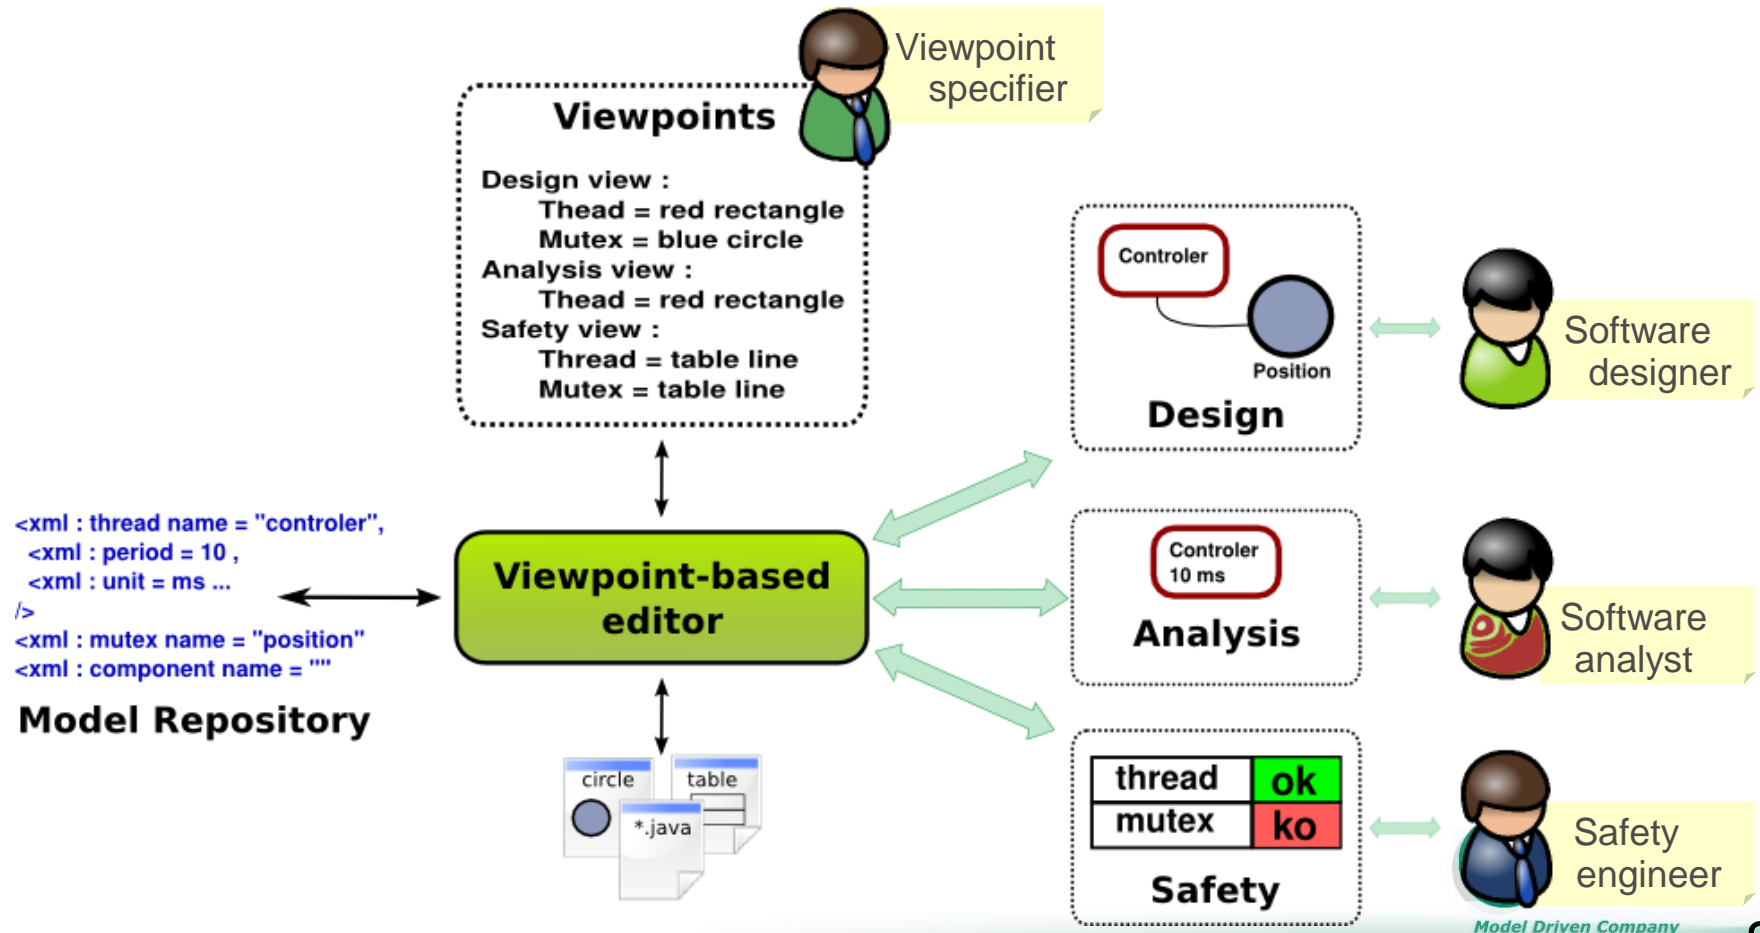 Viewpoint
specifier
Viewpoints
Design view :
Thead = red rectangle
Mutex = blue circle
Analysis view :
Thead = red rectangle
Safety view :
Thread = table line
Mutex = table line
Controler
Position
Design
Software
designer
<xml : thread name = "controler",
<xml : period = 10 ,
<xml : unit = ms ...
/>
<xml : mutex name = "position"
<xml : component name = ""
Model Repository
Viewpoint-based
editor
Controler
10 ms
Analysis
Software
analyst
circle
table
*.java
thread ok
mutex ko
Safety
Safety
engineer
Model Driven Company